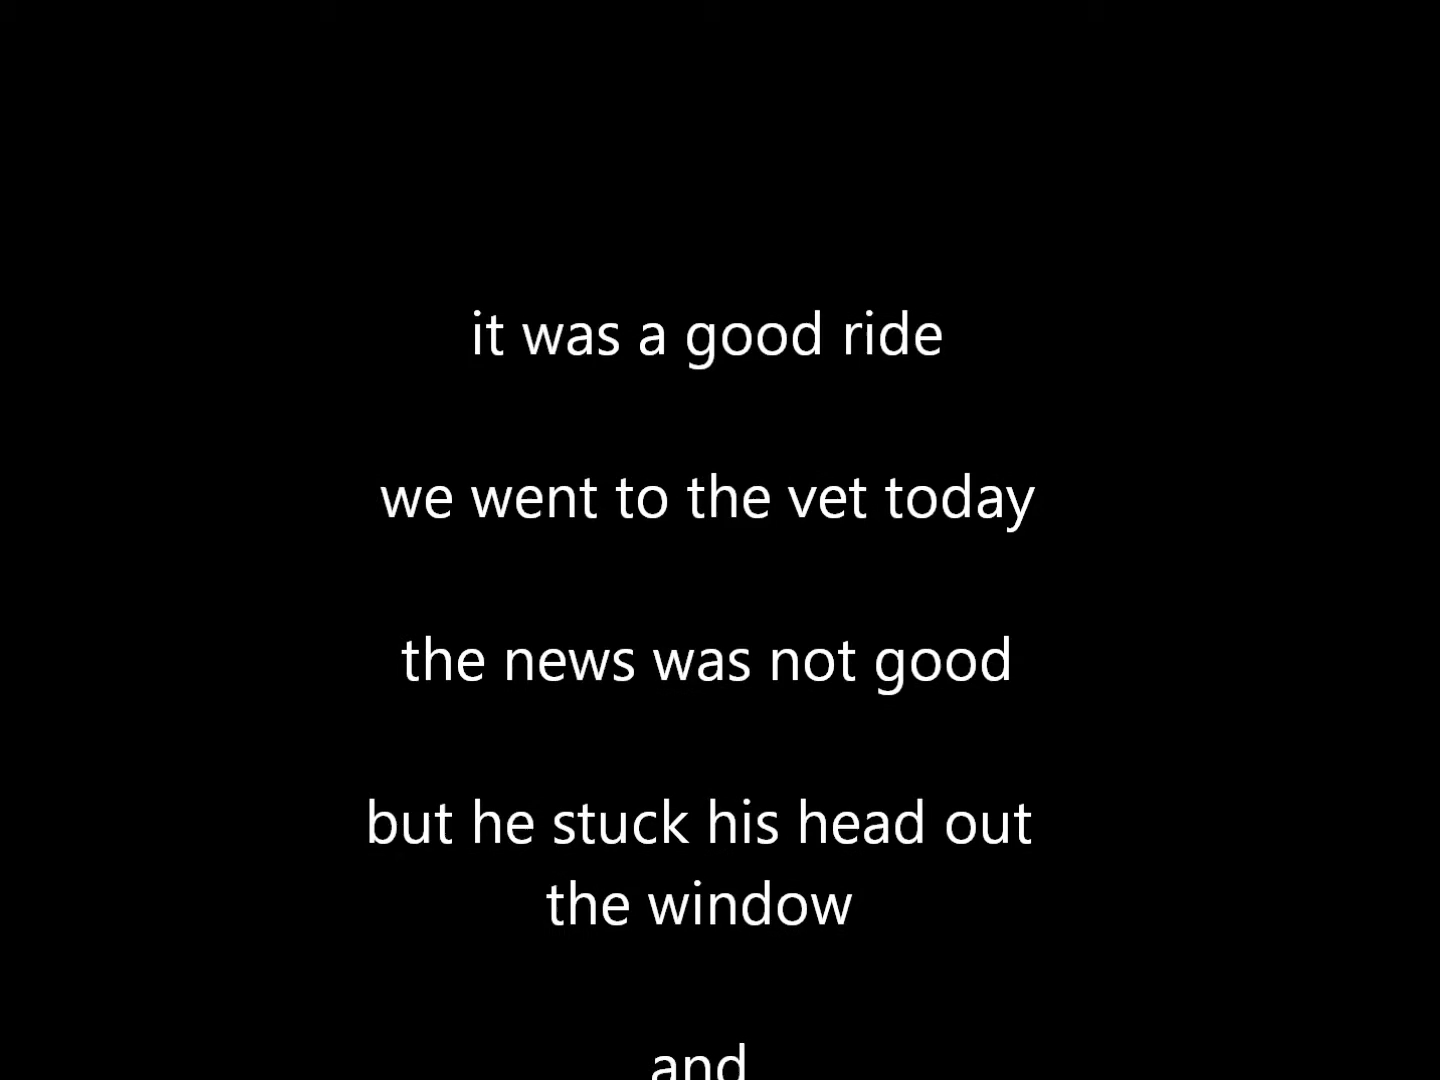 it was a good ride
we went to the vet today
the news was not good
but he stuck his head out
the window
and